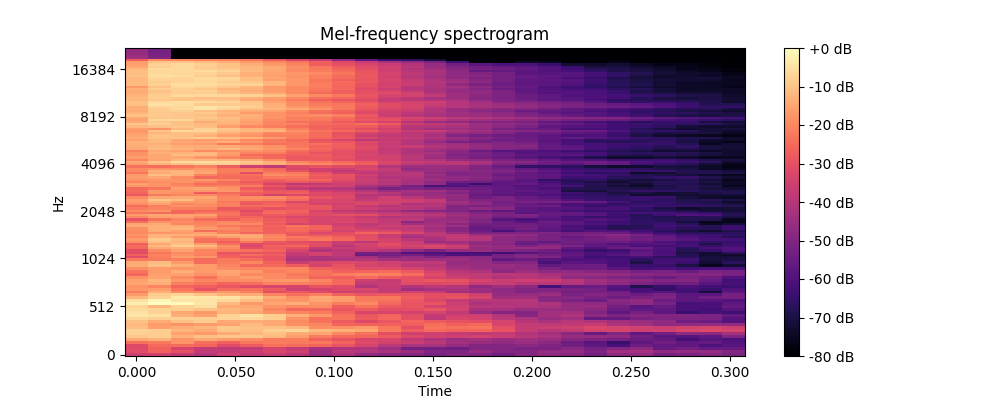 Mel-frequency spectrogram
Hz
16384
8192
4096
2048
1024
512
0
0.000 0.050 0.100 0.150 0.200 0.250 0.300
Time
+0 dB
-10 dB
-20 dB
-30 dB
-40 dB
-50 dB
-60 dB
-70 dB
-80 dB